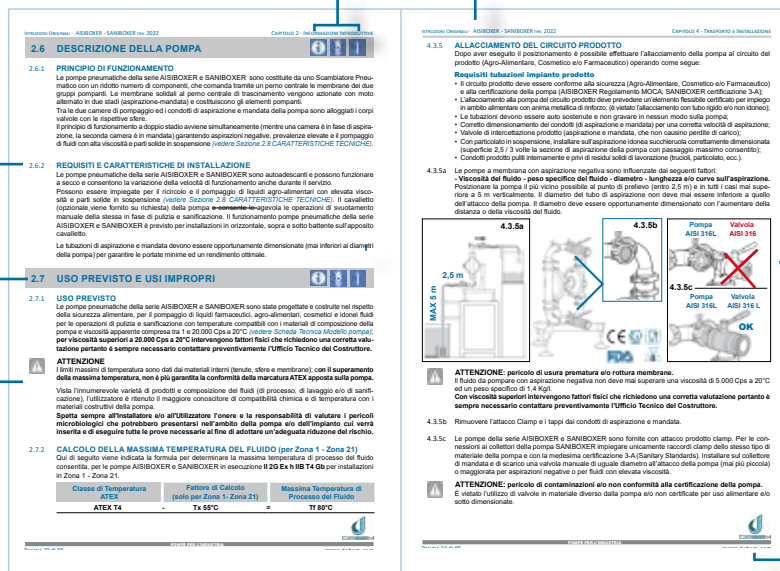 ISTRUZIONI ORIGINALI - AISIBOXER - SANIBOXER REV. 2022
CAPITOLO 2 - INFORMAZIONI INTRODUTTIVE
2.6 DESCRIZIONE DELLA POMPA
2.6.1 PRINCIPIO DI FUNZIONAMENTO
Le pompe pneumatiche della serie AISIBOXER e SANIBOXER sono costituite da uno Scambiatore Pneu-
matico con un ridotto numero di componenti, che comanda tramite un perno centrale le membrane dei due
gruppi pompanti. Le membrane solidali al perno centrale di trascinamento vengono azionate con moto
alternato in due stadi (aspirazione-mandata) e costituiscono gli elementi pompanti.
Tra le due camere di pompaggio ed i condotti di aspirazione e mandata della pompa sono alloggiati i corpi
valvole con le rispettive sfere.
Il principio di funzionamento a doppio stadio avviene simultaneamente (mentre una camera è in fase di aspira-
zione, la seconda camera è in mandata) garantendo aspirazioni negative, prevalenze elevate e il pompaggio
di fluidi con alta viscosità e parti solide in sospensione (vedere Sezione 2.8 CARATTERISTICHE TECNICHE).
2.6.2 REQUISITI E CARATTERISTICHE DI INSTALLAZIONE
Le pompe pneumatiche della serie AISIBOXER e SANIBOXER sono autoadescanti e possono funzionare
a secco e consentono la variazione della velocità di funzionamento anche durante il servizio.
Possono essere impiegate per il ricircolo e il pompaggio di liquidi agro-alimentari con elevata visco-
sità e parti solide in sospensione (vedere Sezione 2.8 CARATTERISTICHE TECNICHE). Il cavalletto
(opzionale,viene fornito su richiesta) della pompa e consente lo agevola le operazioni di svuotamento
manuale della stessa in fase di pulizia e sanificazione. Il funzionamento pompe pneumatiche della serie
AISIBOXER e SANIBOXER è previsto per installazioni in orizzontale, sopra e sotto battente sull'apposito
cavalletto.
Le tubazioni di aspirazione e mandata devono essere opportunamente dimensionate (mai inferiori ai diametri
della pompa) per garantire le portate minime ed un rendimento ottimale.
2.7 USO PREVISTO E USI IMPROPRI
2.7.1 USO PREVISTO
Le pompe pneumatiche della serie AISIBOXER e SANIBOXER sono state progettate e costruite nel rispetto
della sicurezza alimentare, per il pompaggio di liquidi farmaceutici, agro-alimentari, cosmetici e idonei fluidi
per le operazioni di pulizia e sanificazione con temperature compatibili con i materiali di composizione della
pompa e viscosità apparente compresa tra 1 e 20.000 Cps a 20°C (vedere Scheda Tecnica Modello pompa);
per viscosità superiori a 20.000 Cps a 20°C intervengono fattori fisici che richiedono una corretta valu-
tazione pertanto è sempre necessario contattare preventivamente l'Ufficio Tecnico del Costruttore.
ATTENZIONE
I limiti massimi di temperatura sono dati dai materiali interni (tenute, sfere e membrane); con il superamento
della massima temperatura, non è più garantita la conformità della marcatura ATEX apposta sulla pompa.
Vista l'innumerevole varietà di prodotti e composizione dei fluidi (di processo, di lavaggio e/o di sanifi-
cazione), l'utilizzatore è ritenuto il maggiore conoscitore di compatibilità chimica e di temperatura con i
materiali costruttivi della pompa.
Spetta sempre all'Installatore e/o all'Utilizzatore l'onere e la responsabilità di valutare i pericoli
microbiologici che potrebbero presentarsi nell'ambito della pompa e/o dell'impianto cui verrà
inserita e di eseguire tutte le prove necessarie al fine di adottare un'adeguata riduzione del rischio.
2.7.2 CALCOLO DELLA MASSIMA TEMPERATURA DEL FLUIDO (per Zona 1 - Zona 21)
Qui di seguito viene indicata la formula per determinare la massima temperatura di processo del fluido
consentita, per le pompe AISIBOXER e SANIBOXER in esecuzione II 2G Ex h IIB T4 Gb per installazioni
in Zona 1 - Zona 21.
Classe di Temperatura ATEX Fattore di Calcolo (solo per Zona 1- Zona 21) Massima Temperatura di Processo del Fluido
ATEX T4 - Tx 55°C = Tf 80°C
POMPE PER L'INDUSTRIA
ISTRUZIONI ORIGINALI - AISIBOXER - SANIBOXER REV. 2022
CAPITOLO 4 - TRASPORTO E INSTALLAZIONE
4.3.5 ALLACCIAMENTO DEL CIRCUITO PRODOTTO
Dopo aver eseguito il posizionamento è possibile effettuare l'allacciamento della pompa al circuito del
prodotto (Agro-Alimentare, Cosmetico e/o Farmaceutico) operando come segue:
Requisiti tubazioni impianto prodotto
• Il circuito prodotto deve essere conforme alla sicurezza (Agro-Alimentare, Cosmetico e/o Farmaceutico)
e alla certificazione della pompa (AISIBOXER Regolamento MOCA; SANIBOXER certificazione 3-A);
• L'allacciamento alla pompa del circuito prodotto deve prevedere un'elemento flessibile certificato per impiego
in ambito alimentare con anima metallica di rinforzo; (è vietato l'allacciamento con tubo rigido e/o non idoneo);
• Le tubazioni devono essere auto sostenute e non gravare in nessun modo sulla pompa;
• Corretto dimensionamento dei condotti (di aspirazione e mandata) per una corretta velocità di aspirazione;
• Valvole di intercettazione prodotto (aspirazione e mandata, che non causino perdite di carico);
• Con particolato in sospensione, installare sull'aspirazione idonea succhieruola correttamente dimensionata
(superficie 2,5 / 3 volte la sezione di aspirazione della pompa con passaggio massimo consentito);
• Condotti prodotto puliti internamente e privi di residui solidi di lavorazione (trucioli, particolato, ecc.).
4.3.5a Le pompe a membrana con aspirazione negativa sono influenzate dai seguenti fattori:
- Viscosità del fluido - peso specifico del fluido - diametro - lunghezza e/o curve sull'aspirazione.
Posizionare la pompa il più vicino possibile al punto di prelievo (entro 2,5 m) e in tutti i casi mai supe-
riore a 5 m verticalmente. Il diametro del tubo di aspirazione non deve mai essere inferiore a quello
dell'attacco della pompa. Il diametro deve essere opportunamente dimensionato con l'aumentare della
distanza o della viscosità del fluido.
4.3.5a
2,5 m
MAX 5 m
4.3.5b
FDA
Pompa AISI 316L
Valvola AISI 316
4.3.5c
Pompa AISI 316L
Valvola AISI 316 L
OK
ATTENZIONE: pericolo di usura prematura e/o rottura membrane.
Il fluido da pompare con aspirazione negativa non deve mai superare una viscosità di 5.000 Cps a 20°C
ed un peso specifico di 1,4 Kg/l.
Con viscosità superiori intervengono fattori fisici che richiedono una corretta valutazione pertanto è
sempre necessario contattare preventivamente l'Ufficio Tecnico del Costruttore.
4.3.5b Rimuovere l'attacco Clamp e i tappi dai condotti di aspirazione e mandata.
4.3.5c Le pompe della serie AISIBOXER e SANIBOXER sono fornite con attacco prodotto clamp. Per le con-
nessioni ai collettori della pompa SANIBOXER impiegare unicamente raccordi clamp dello stesso tipo di
materiale della pompa e con la medesima certificazione 3-A (Sanitary Standards). Installare sul collettore
di mandata e di scarico una valvola manuale di uguale diametro all'attacco della pompa (mai più piccola)
o maggiorata per aspirazioni negative o per fluidi con elevata viscosità.
ATTENZIONE: pericolo di contaminazioni e/o non conformità alla certificazione della pompa.
È vietato l'utilizzo di valvole in materiale diverso dalla pompa e/o non certificate per uso alimentare e/o
sotto dimensionate.
POMPE PER L'INDUSTRIA